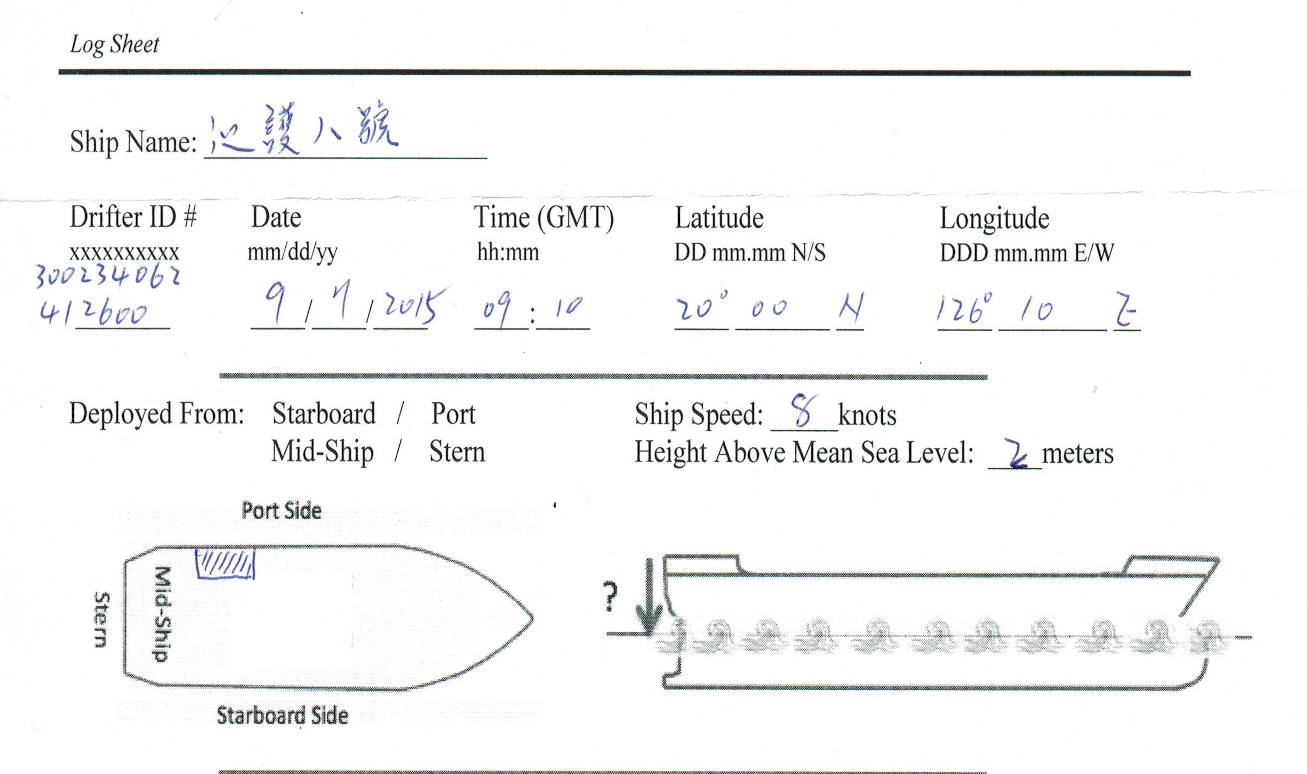 Log Sheet
Ship Name: 巡護八號
Drifter ID # Date Time (GMT) Latitude Longitude
xxxxxxxxxx mm/dd/yy hh:mm DD mm.mm N/S DDD mm.mm E/W
300234062
412600 9 / 7 / 2015 09 : 10 20° 00 N 126° 10 E
Deployed From: Starboard / Port Ship Speed: 8 knots
Mid-Ship / Stern Height Above Mean Sea Level: 2 meters
Port Side
Stern
Mid-Ship
?
Starboard Side